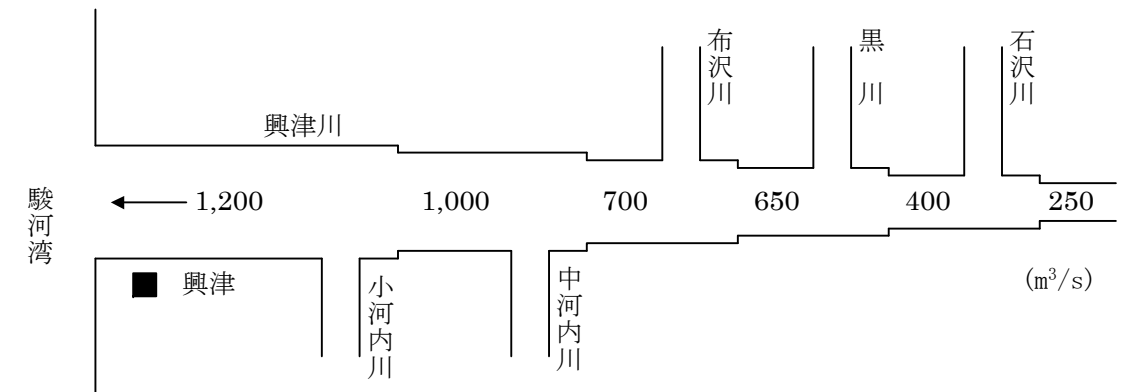 布沢川
黒川
石沢川
興津川
駿河湾
1,200
1,000
700
650
400
250
興津
小河内川
中河内川
(m³/s)